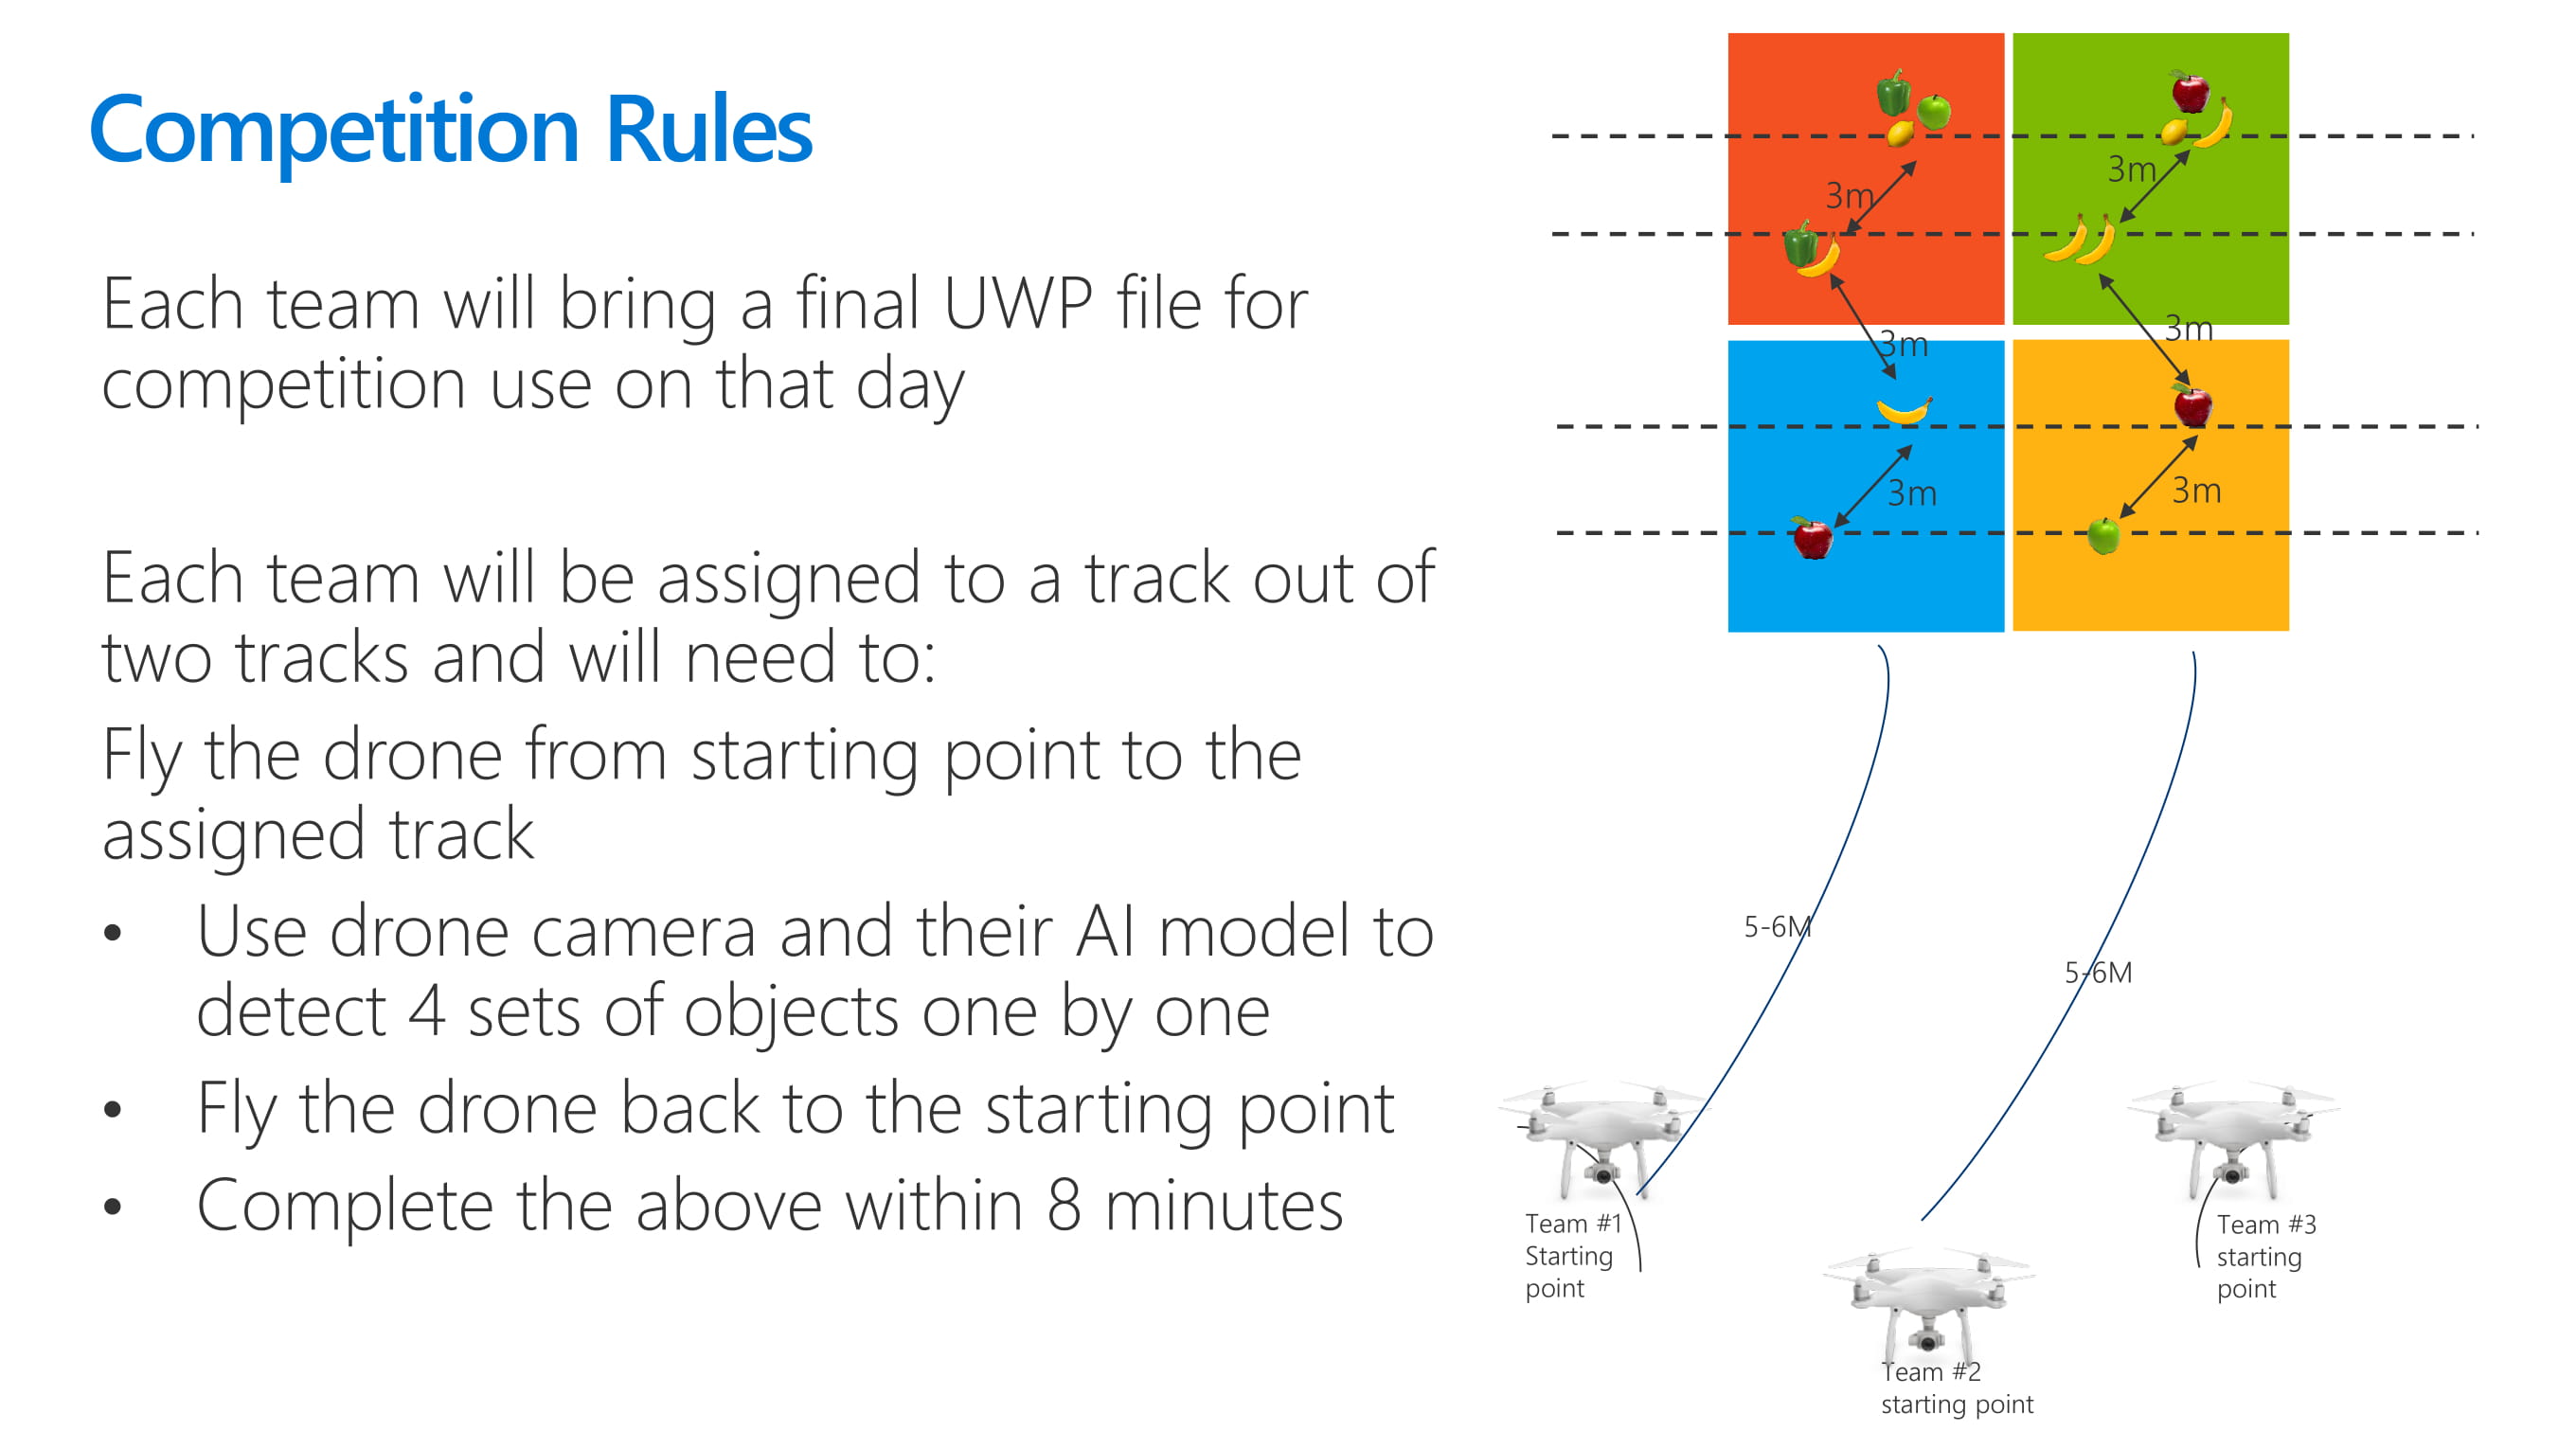 Competition Rules
Each team will bring a final UWP file for
competition use on that day
Each team will be assigned to a track out of
two tracks and will need to:
Fly the drone from starting point to the
assigned track
• Use drone camera and their AI model to
detect 4 sets of objects one by one
• Fly the drone back to the starting point
• Complete the above within 8 minutes
3m
3m
3m
3m
3m
3m
5-6M
5-6M
Team #1
Starting
point
Team #2
starting point
Team #3
starting
point